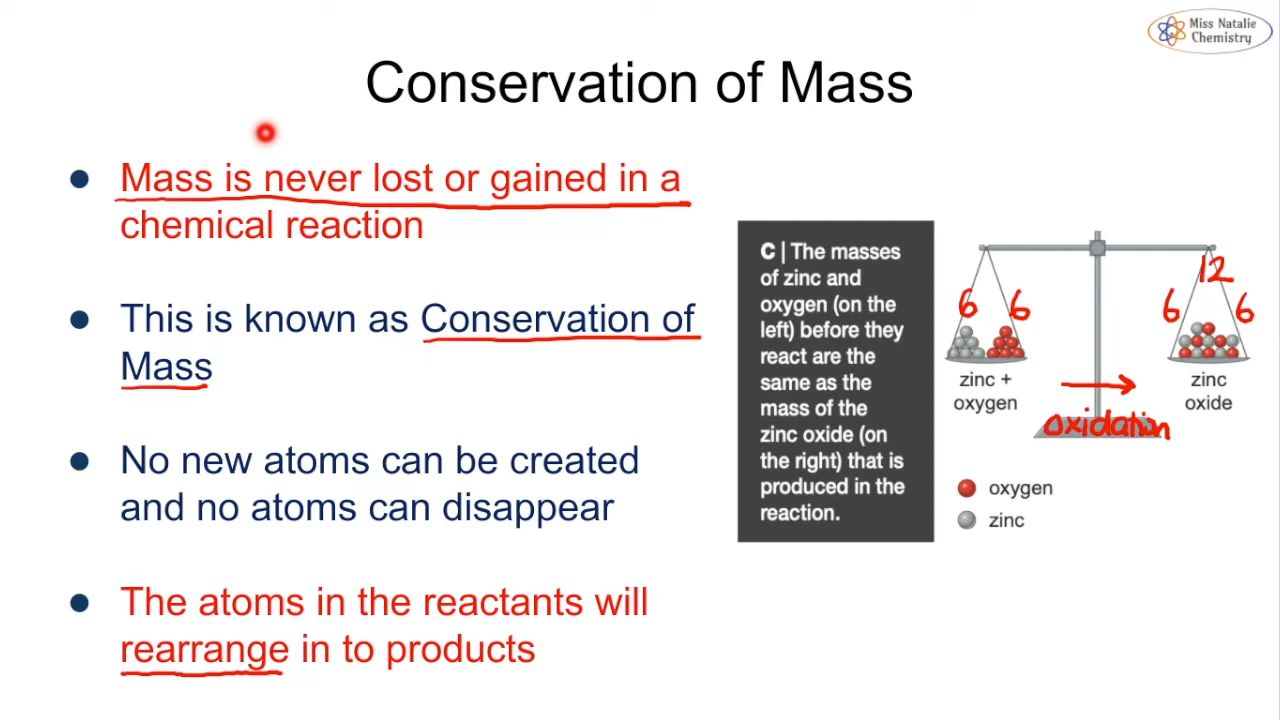 Miss Natalie
Chemistry
Conservation of Mass
Mass is never lost or gained in a
chemical reaction
This is known as Conservation of
Mass
No new atoms can be created
and no atoms can disappear
The atoms in the reactants will
rearrange in to products
C | The masses
of zinc and
oxygen (on the
left) before they
react are the
same as the
mass of the
zinc oxide (on
the right) that is
produced in the
reaction.
12
6 6 6 6
zinc +
oxygen
zinc
oxide
oxidation
oxygen
zinc